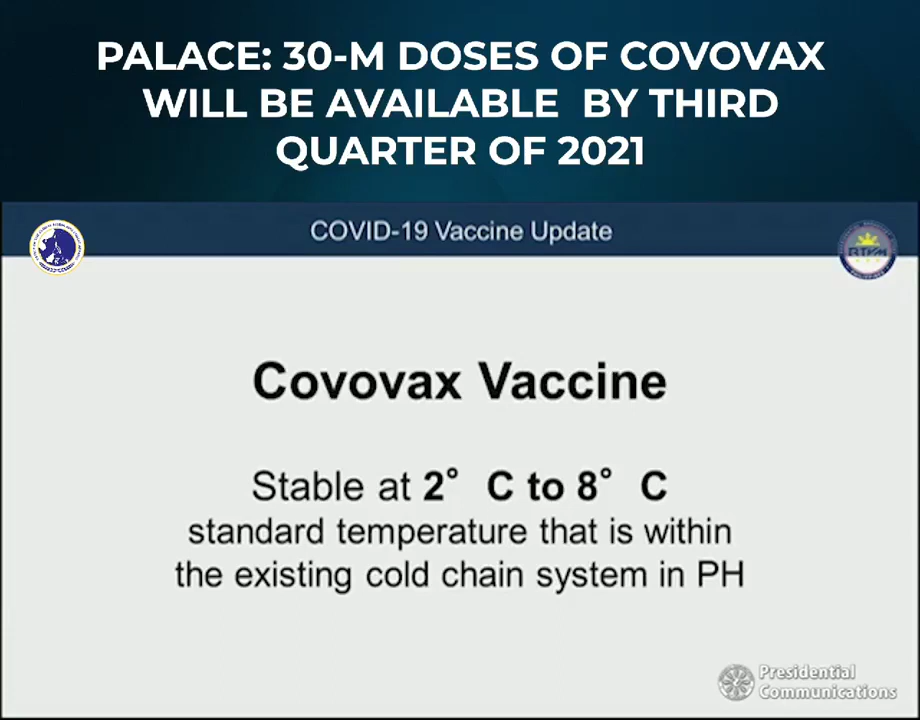 PALACE: 30-M DOSES OF COVOVAX
WILL BE AVAILABLE BY THIRD
QUARTER OF 2021
COVID-19 Vaccine Update
RTVM
Covovax Vaccine
Stable at 2° C to 8° C
standard temperature that is within
the existing cold chain system in PH
Presidential
Communications